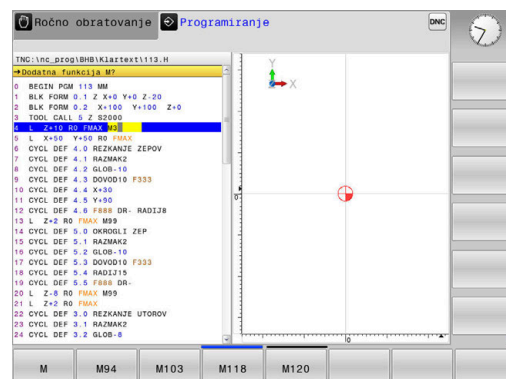 Ročno obratovanje Programiranje DNC
TNC:\nc_prog\BHB\Klartext\113.H
→Dodatna funkcija M?
0 BEGIN PGM 113 MM
1 BLK FORM 0.1 Z X+0 Y+0 Z-20
2 BLK FORM 0.2 X+100 Y+100 Z+0
3 TOOL CALL 5 Z S2000
4 L Z+10 R0 FMAX M3
5 L X+50 Y+50 R0 FMAX
6 CYCL DEF 4.0 REZKANJE ZEPOV
7 CYCL DEF 4.1 RAZMAK2
8 CYCL DEF 4.2 GLOB-10
9 CYCL DEF 4.3 DOVOD10 F333
10 CYCL DEF 4.4 X+30
11 CYCL DEF 4.5 Y+90
12 CYCL DEF 4.6 F888 DR- RADIJ8
13 L Z+2 R0 FMAX M99
14 CYCL DEF 5.0 OKROGLI ZEP
15 CYCL DEF 5.1 RAZMAK2
16 CYCL DEF 5.2 GLOB-10
17 CYCL DEF 5.3 DOVOD10 F333
18 CYCL DEF 5.4 RADIJ15
19 CYCL DEF 5.5 F888 DR-
20 L Z-8 R0 FMAX M99
21 L Z+2 R0 FMAX
22 CYCL DEF 3.0 REZKANJE UTOROV
23 CYCL DEF 3.1 RAZMAK2
24 CYCL DEF 3.2 GLOB-8
Y
X
0
0
M M94 M103 M118 M120